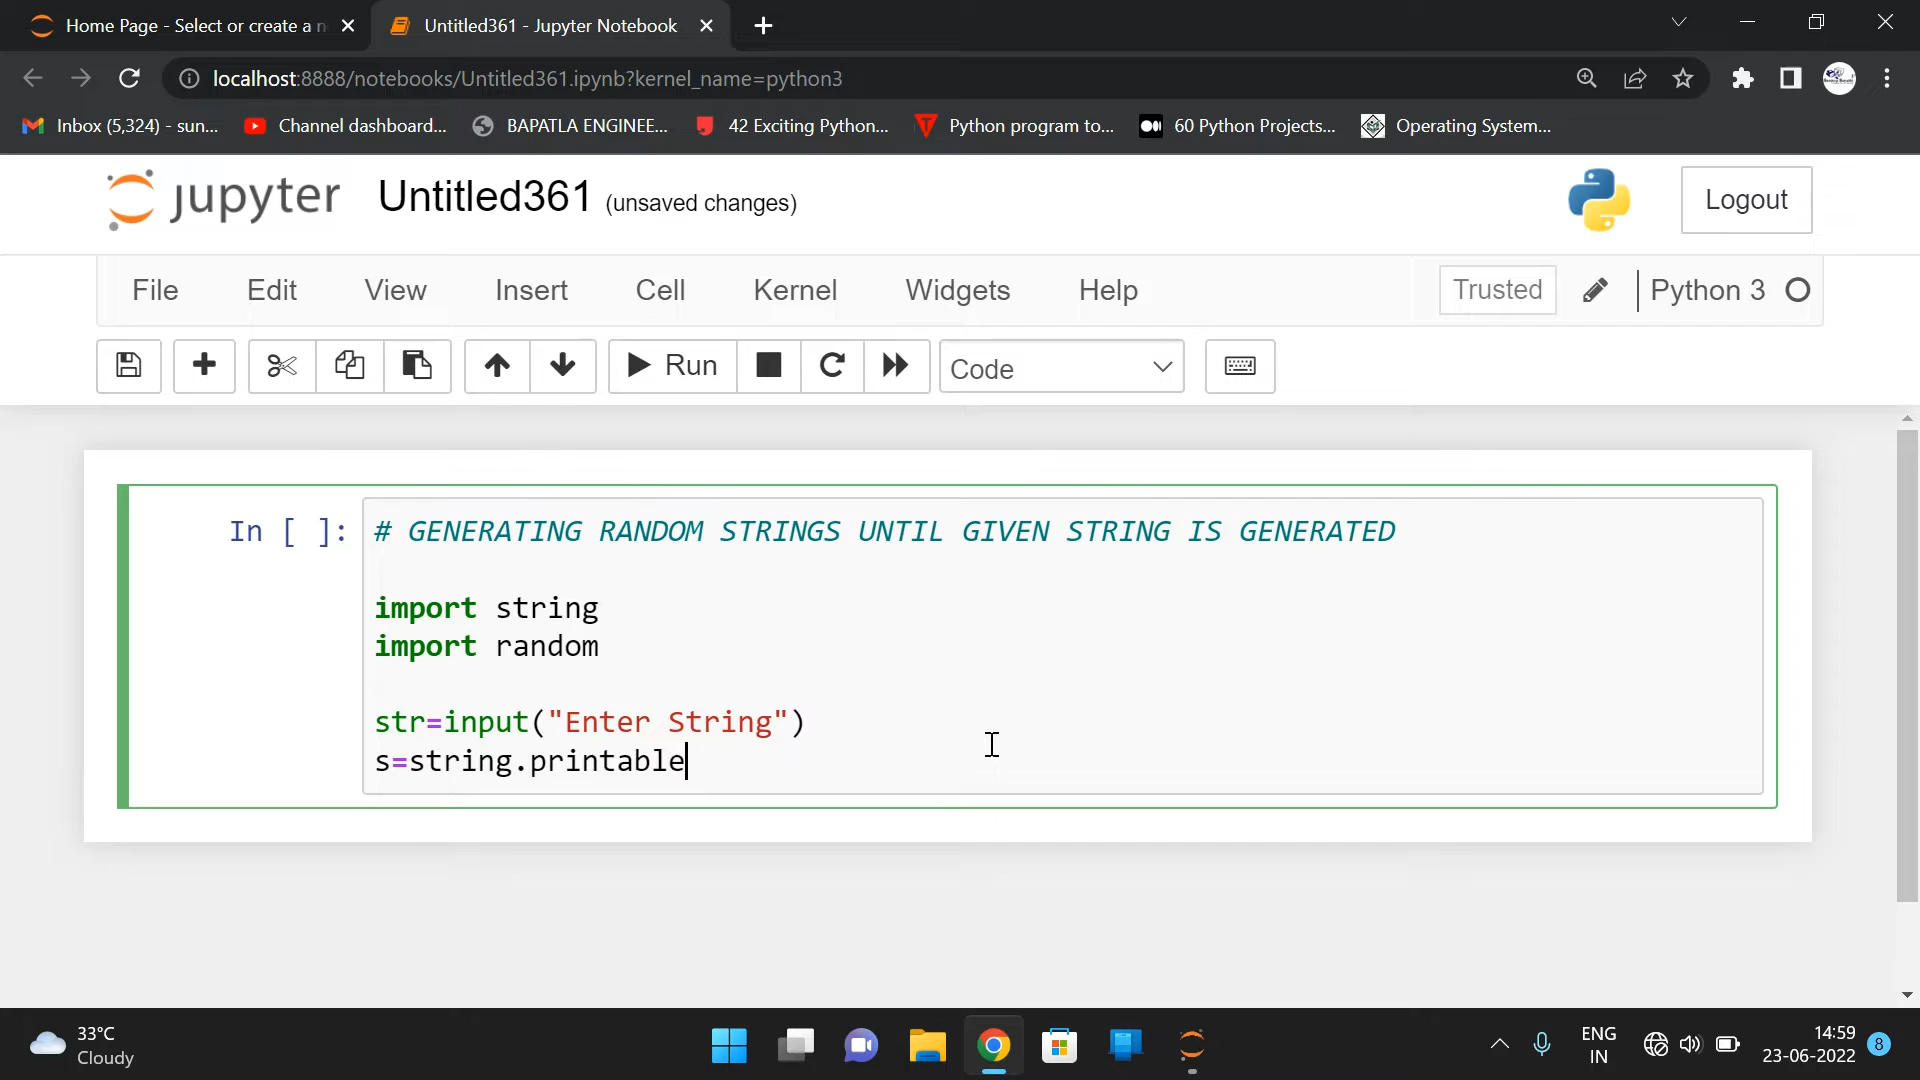 Home Page - Select or create a n
Untitled361 - Jupyter Notebook
localhost:8888/notebooks/Untitled361.ipynb?kernel_name=python3
Inbox (5,324) - sun...
Channel dashboard...
BAPATLA ENGINEE...
42 Exciting Python...
Python program to...
60 Python Projects...
Operating System...
jupyter Untitled361 (unsaved changes)
Logout
File Edit View Insert Cell Kernel Widgets Help
Trusted
Python 3
Run
Code
In [ ]: # GENERATING RANDOM STRINGS UNTIL GIVEN STRING IS GENERATED
import string
import random
str=input("Enter String")
s=string.printable
33°C
Cloudy
ENG
IN
14:59
23-06-2022
8